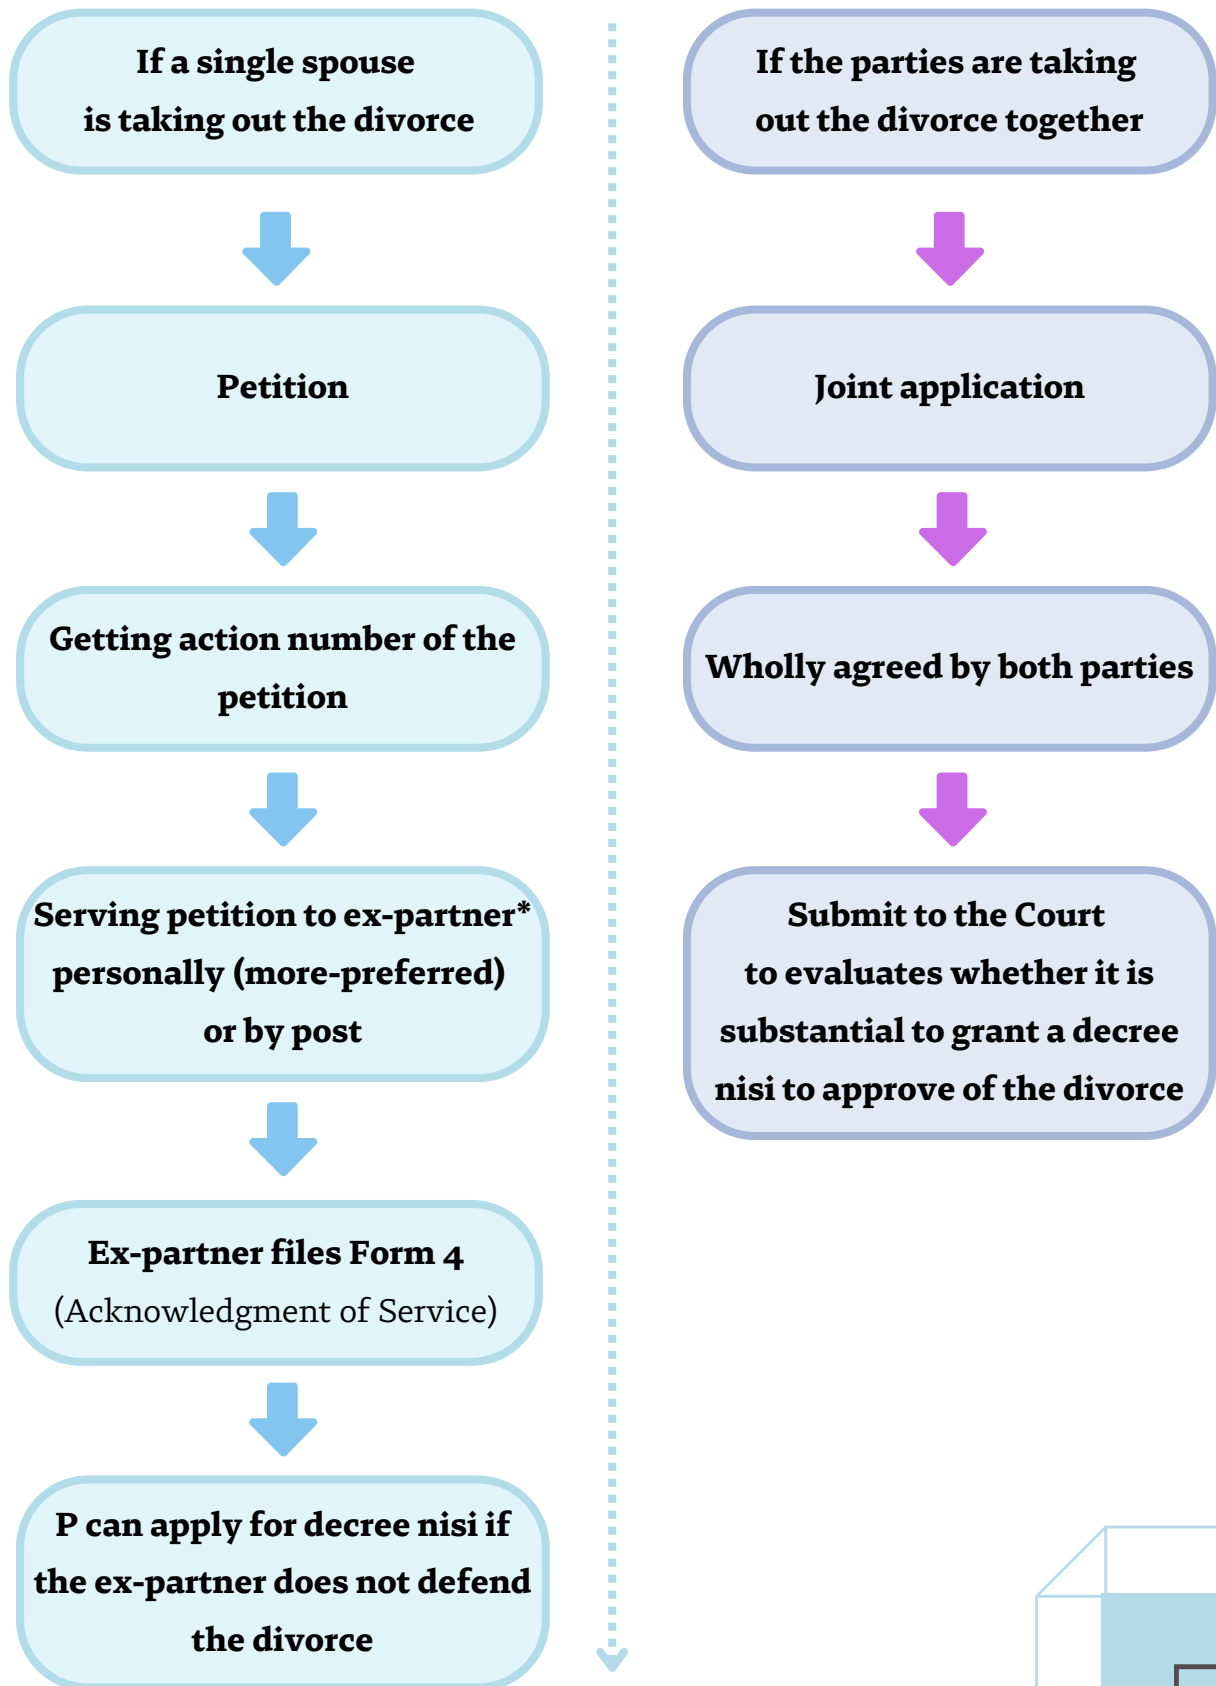 If a single spouse
is taking out the divorce
Petition
Getting action number of the
petition
Serving petition to ex-partner*
personally (more-preferred)
or by post
Ex-partner files Form 4
(Acknowledgment of Service)
P can apply for decree nisi if
the ex-partner does not defend
the divorce
If the parties are taking
out the divorce together
Joint application
Wholly agreed by both parties
Submit to the Court
to evaluates whether it is
substantial to grant a decree
nisi to approve of the divorce